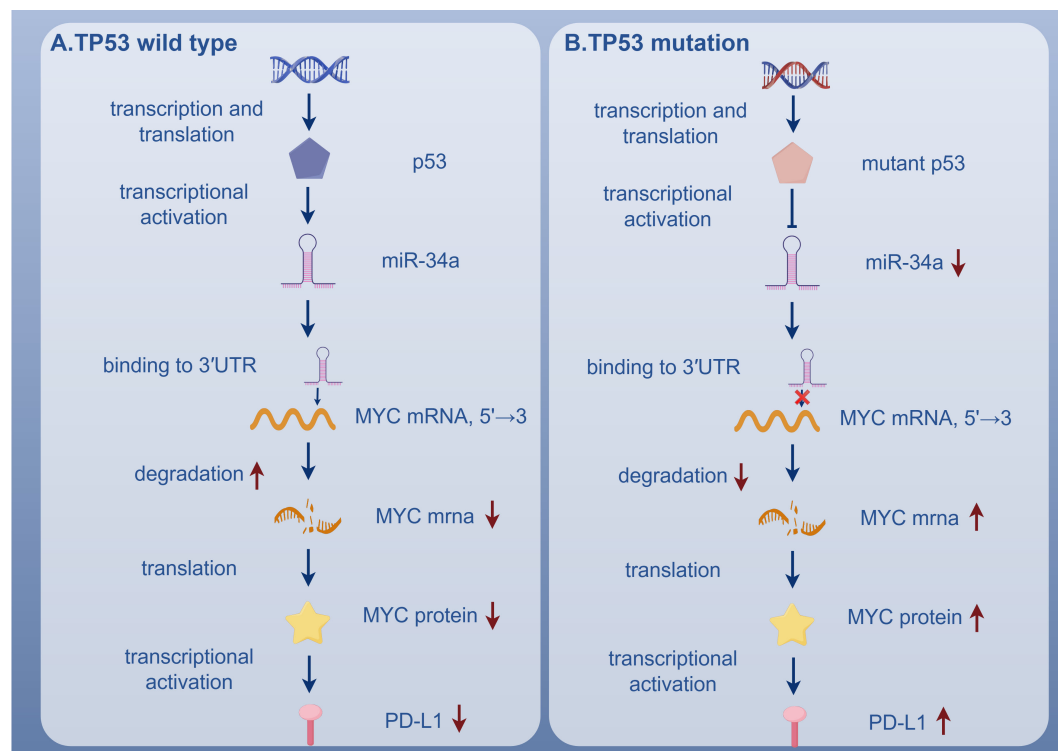 A.TP53 wild type
transcription and
translation
p53
transcriptional
activation
miR-34a
binding to 3'UTR
MYC mRNA, 5'→3
degradation
MYC mrna
translation
MYC protein
transcriptional
activation
PD-L1
B.TP53 mutation
transcription and
translation
mutant p53
transcriptional
activation
miR-34a
binding to 3'UTR
MYC mRNA, 5'→3
degradation
MYC mrna
translation
MYC protein
transcriptional
activation
PD-L1